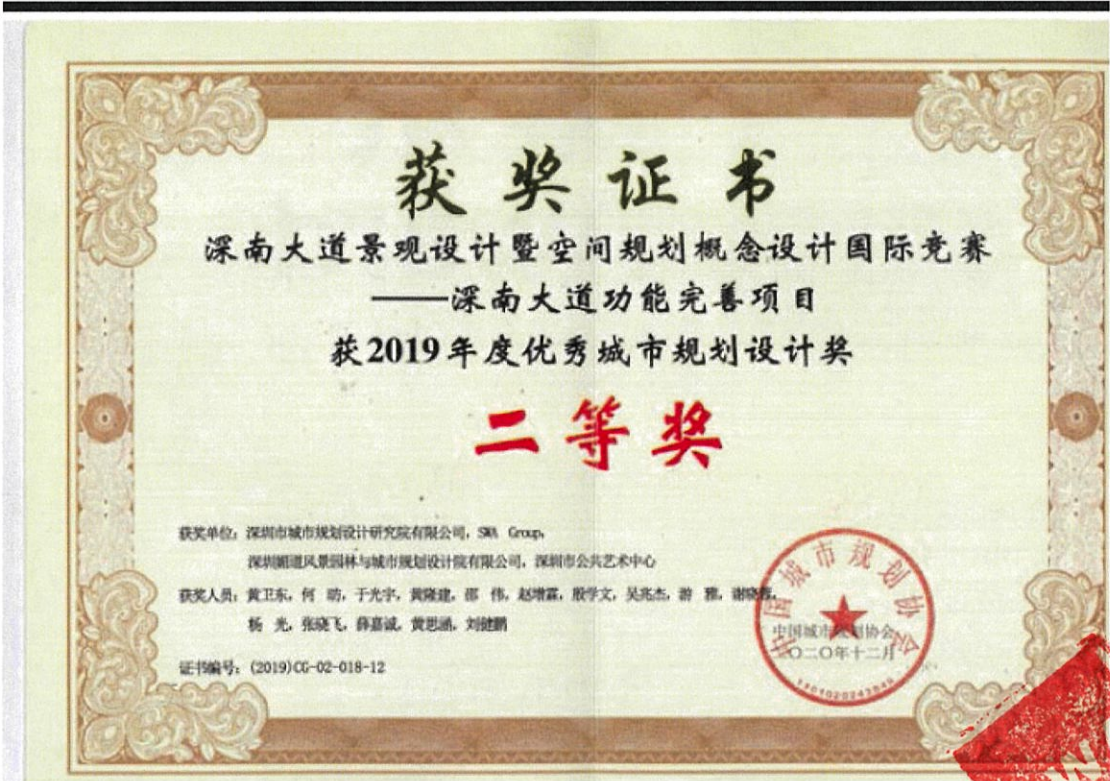 获奖证书
深南大道景观设计暨空间规划概念设计国际竞赛
——深南大道功能完善项目
获2019年度优秀城市规划设计奖
二等奖
获奖单位：深圳市城市规划设计研究院有限公司，SWA Group，
深圳媚道风景园林与城市规划设计院有限公司，深圳市公共艺术中心
获奖人员：黄卫东，何 昉，于光宇，黄隆建，邵 伟，赵增霖，殷学文，吴兆杰，游 雅，谢晓
杨 光，张晓飞，薛嘉诚，黄思涵，刘健鹏
中国城市规划协会
中国城市规划协会
二〇二〇年十二月
证书编号：(2019)CG-02-018-12